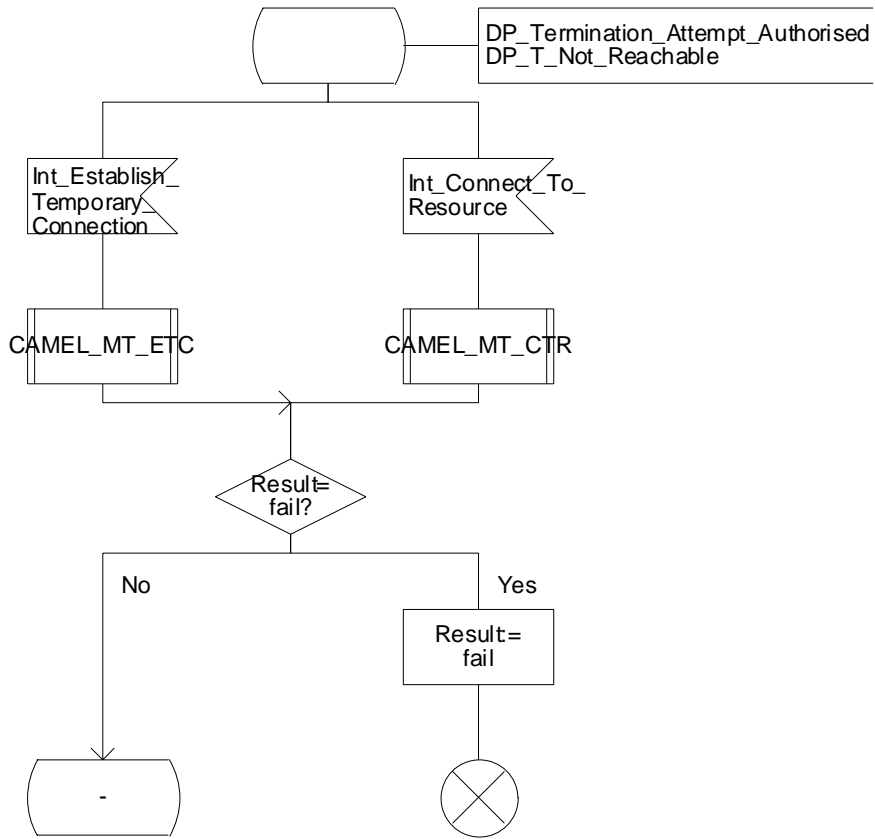 DP_Termination_Attempt_Authorised
DP_T_Not_Reachable
Int_Establish_
Temporary_
Connection
Int_Connect_To_
Resource
CAMEL_MT_ETC
CAMEL_MT_CTR
Result=
fail?
No
Yes
Result:=
fail
-